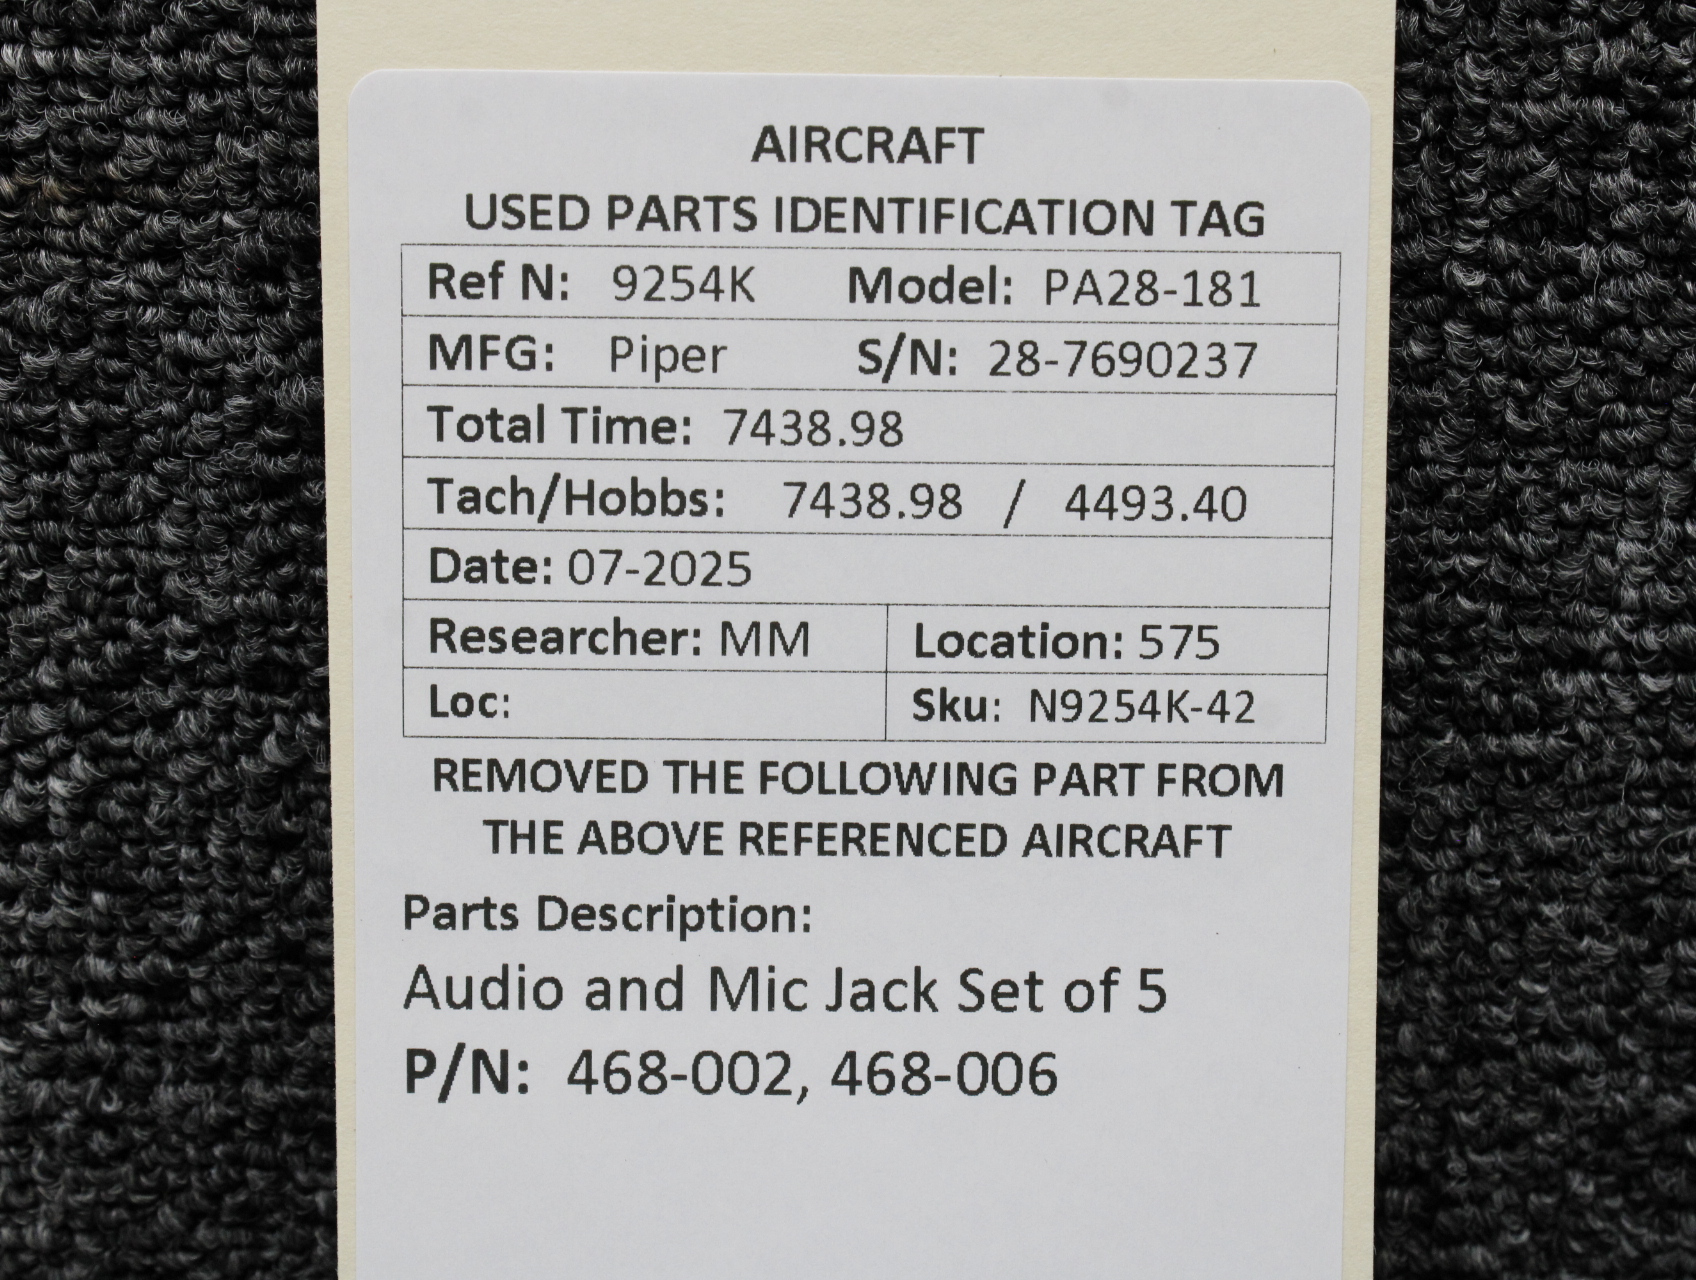 AIRCRAFT
USED PARTS IDENTIFICATION TAG
Ref N: 9254K Model: PA28-181
MFG: Piper S/N: 28-7690237
Total Time: 7438.98
Tach/Hobbs: 7438.98 / 4493.40
Date: 07-2025
Researcher: MM Location: 575
Loc: Sku: N9254K-42
REMOVED THE FOLLOWING PART FROM
THE ABOVE REFERENCED AIRCRAFT
Parts Description:
Audio and Mic Jack Set of 5
P/N: 468-002, 468-006